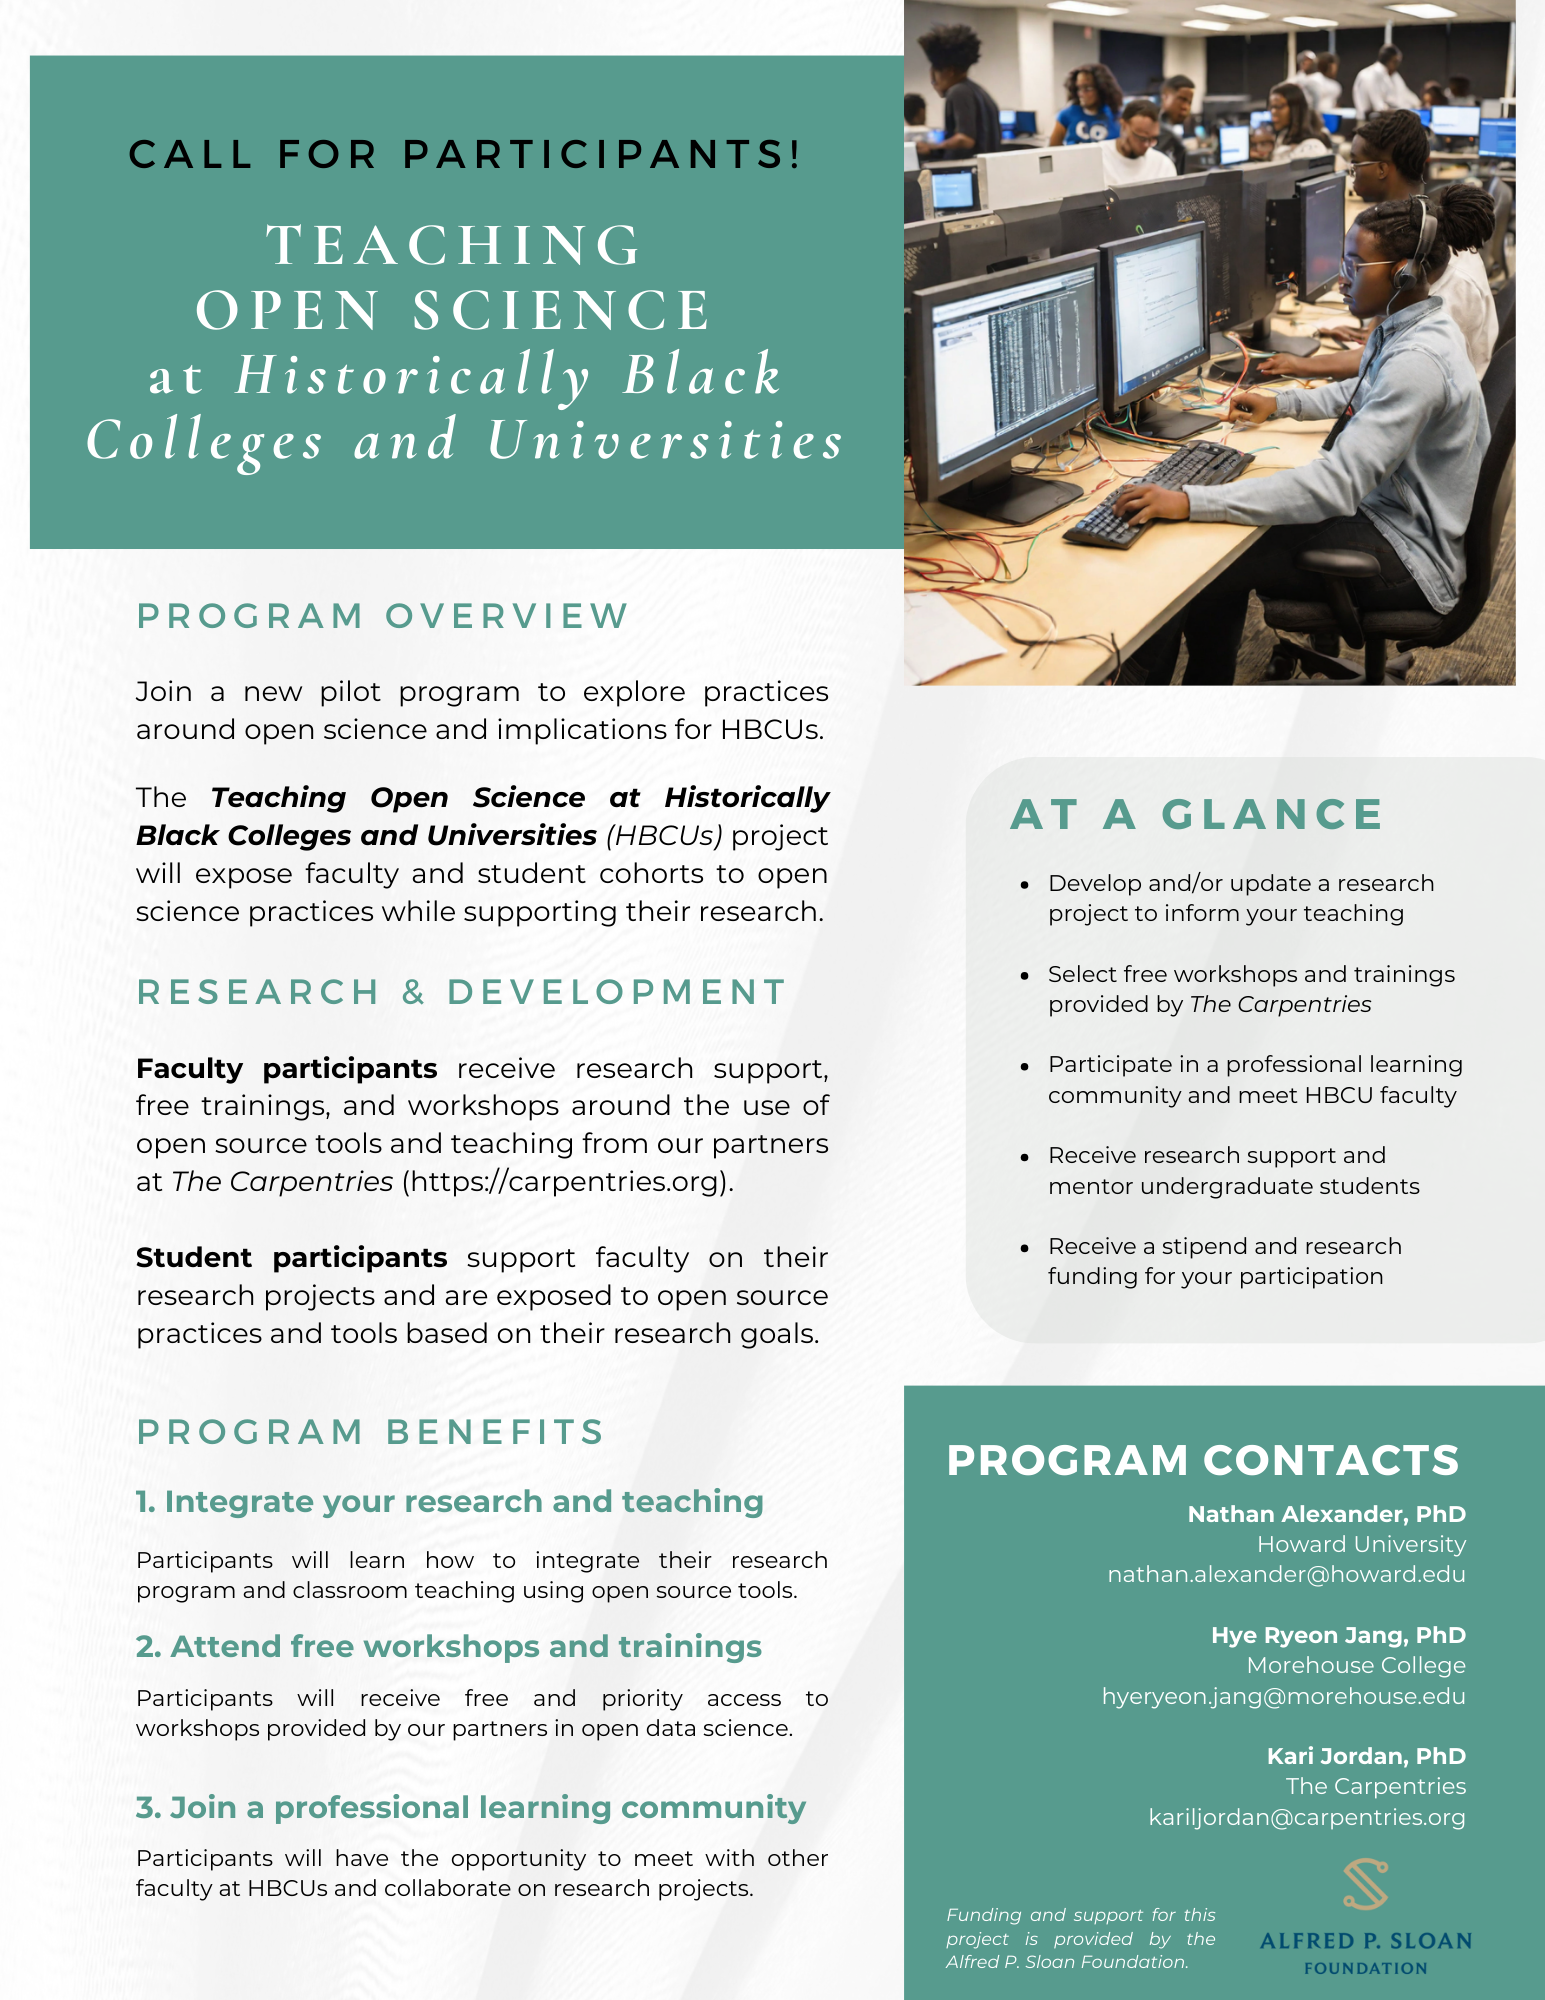 CALL FOR PARTICIPANTS!
TEACHING
OPEN SCIENCE
at Historically Black
Colleges and Universities
PROGRAM OVERVIEW
Join a new pilot program to explore practices
around open science and implications for HBCUs.
The Teaching Open Science at Historically
Black Colleges and Universities (HBCUs) project
will expose faculty and student cohorts to open
science practices while supporting their research.
RESEARCH & DEVELOPMENT
Faculty participants receive research support,
free trainings, and workshops around the use of
open source tools and teaching from our partners
at The Carpentries (https://carpentries.org).
Student participants support faculty on their
research projects and are exposed to open source
practices and tools based on their research goals.
PROGRAM BENEFITS
1. Integrate your research and teaching
Participants will learn how to integrate their research
program and classroom teaching using open source tools.
2. Attend free workshops and trainings
Participants will receive free and priority access to
workshops provided by our partners in open data science.
3. Join a professional learning community
Participants will have the opportunity to meet with other
faculty at HBCUs and collaborate on research projects.
AT A GLANCE
• Develop and/or update a research
project to inform your teaching
• Select free workshops and trainings
provided by The Carpentries
• Participate in a professional learning
community and meet HBCU faculty
• Receive research support and
mentor undergraduate students
• Receive a stipend and research
funding for your participation
PROGRAM CONTACTS
Nathan Alexander, PhD
Howard University
nathan.alexander@howard.edu
Hye Ryeon Jang, PhD
Morehouse College
hyeryeon.jang@morehouse.edu
Kari Jordan, PhD
The Carpentries
kariljordan@carpentries.org
Funding and support for this
project is provided by the
Alfred P. Sloan Foundation.
ALFRED P. SLOAN
FOUNDATION